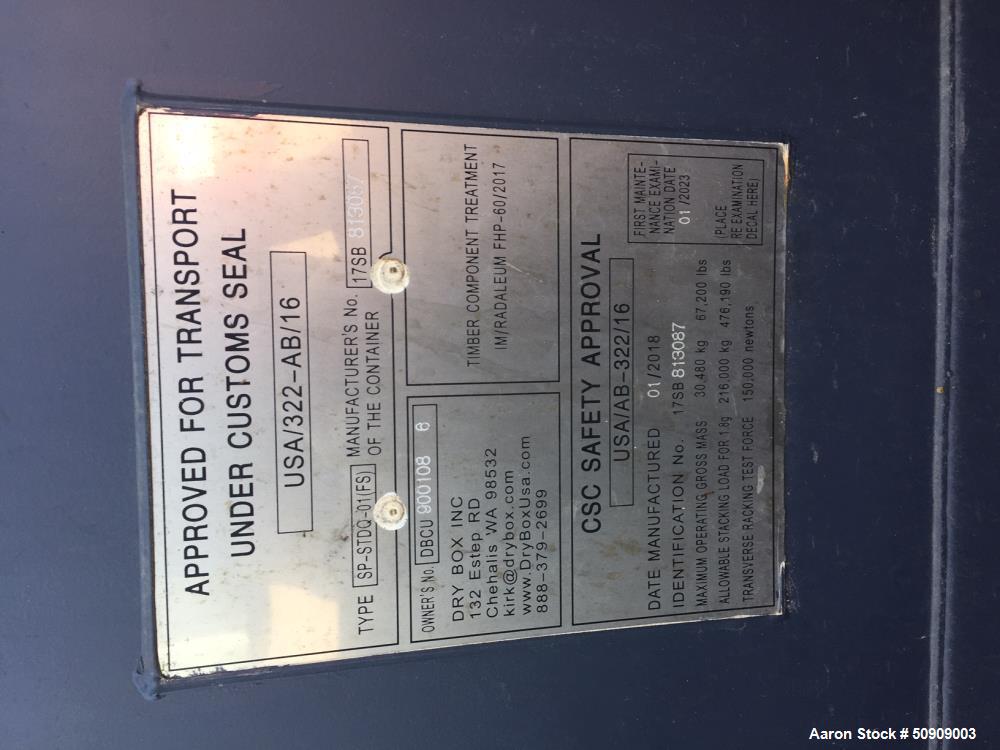 APPROVED FOR TRANSPORT
UNDER CUSTOMS SEAL
USA/322-AB/16
TYPE SP-STDQ-01(FS) MANUFACTURER'S No. 17SB 813087
OF THE CONTAINER
OWNER'S No. DBCU 900108 6
DRY BOX INC
132 Estep RD
Chehalis WA 98532
kirk@drybox.com
www.DryBoxUsa.com
888-379-2699
TIMBER COMPONENT TREATMENT
IM/RADALEUM FHP-60/2017
CSC SAFETY APPROVAL
USA/AB-322/16
DATE MANUFACTURED 01/2018
IDENTIFICATION No. 17SB 813087
MAXIMUM OPERATING GROSS MASS 30,480 kg 67,200 lbs
ALLOWABLE STACKING LOAD FOR 1.8g 216,000 kg 476,190 lbs
TRANSVERSE RACKING TEST FORCE 150,000 newtons
FIRST MAINTE-
NANCE EXAMI-
NATION DATE
01/2023
(PLACE
RE EXAMINATION
DECAL HERE)
Aaron Stock # 50909003